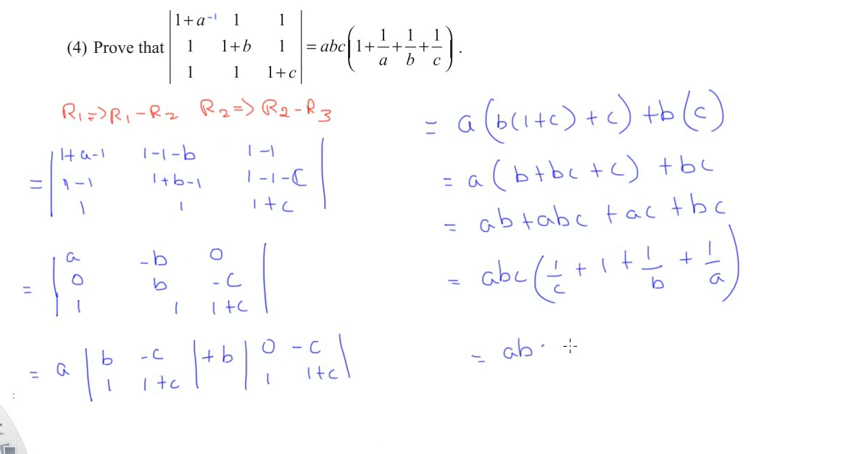 (4) Prove that | 1+a⁻¹ 1 1 | = abc(1 + 1/a + 1/b + 1/c).
| 1 1+b 1 |
| 1 1 1+c |
R₁=>R₁-R₂ R₂=>R₂-R₃
= | 1+a-1 1-1-b 1-1 |
| 1-1 1+b-1 1-1-C |
| 1 1 1+c |
= | a -b 0 |
| 0 b -C |
| 1 1 1+c |
= a | b -c | +b | 0 -c |
| 1 1+c | | 1 1+c |
= a(b(1+c)+c)+b(c)
= a(b+bc+c)+bc
= ab+abc+ac+bc
= abc(1/c + 1 + 1/b + 1/a)
= ab.